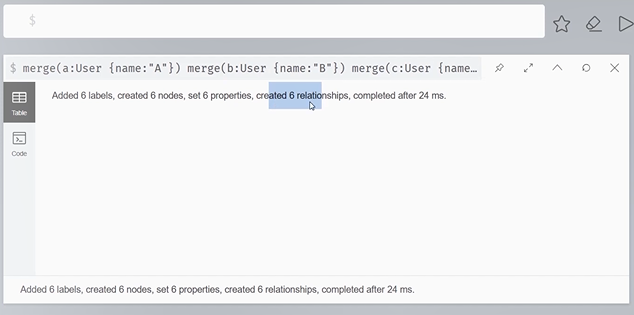 $
$ merge(a:User {name:"A"}) merge(b:User {name:"B"}) merge(c:User {name…
Added 6 labels, created 6 nodes, set 6 properties, created 6 relationships, completed after 24 ms.
Table
Code
Added 6 labels, created 6 nodes, set 6 properties, created 6 relationships, completed after 24 ms.